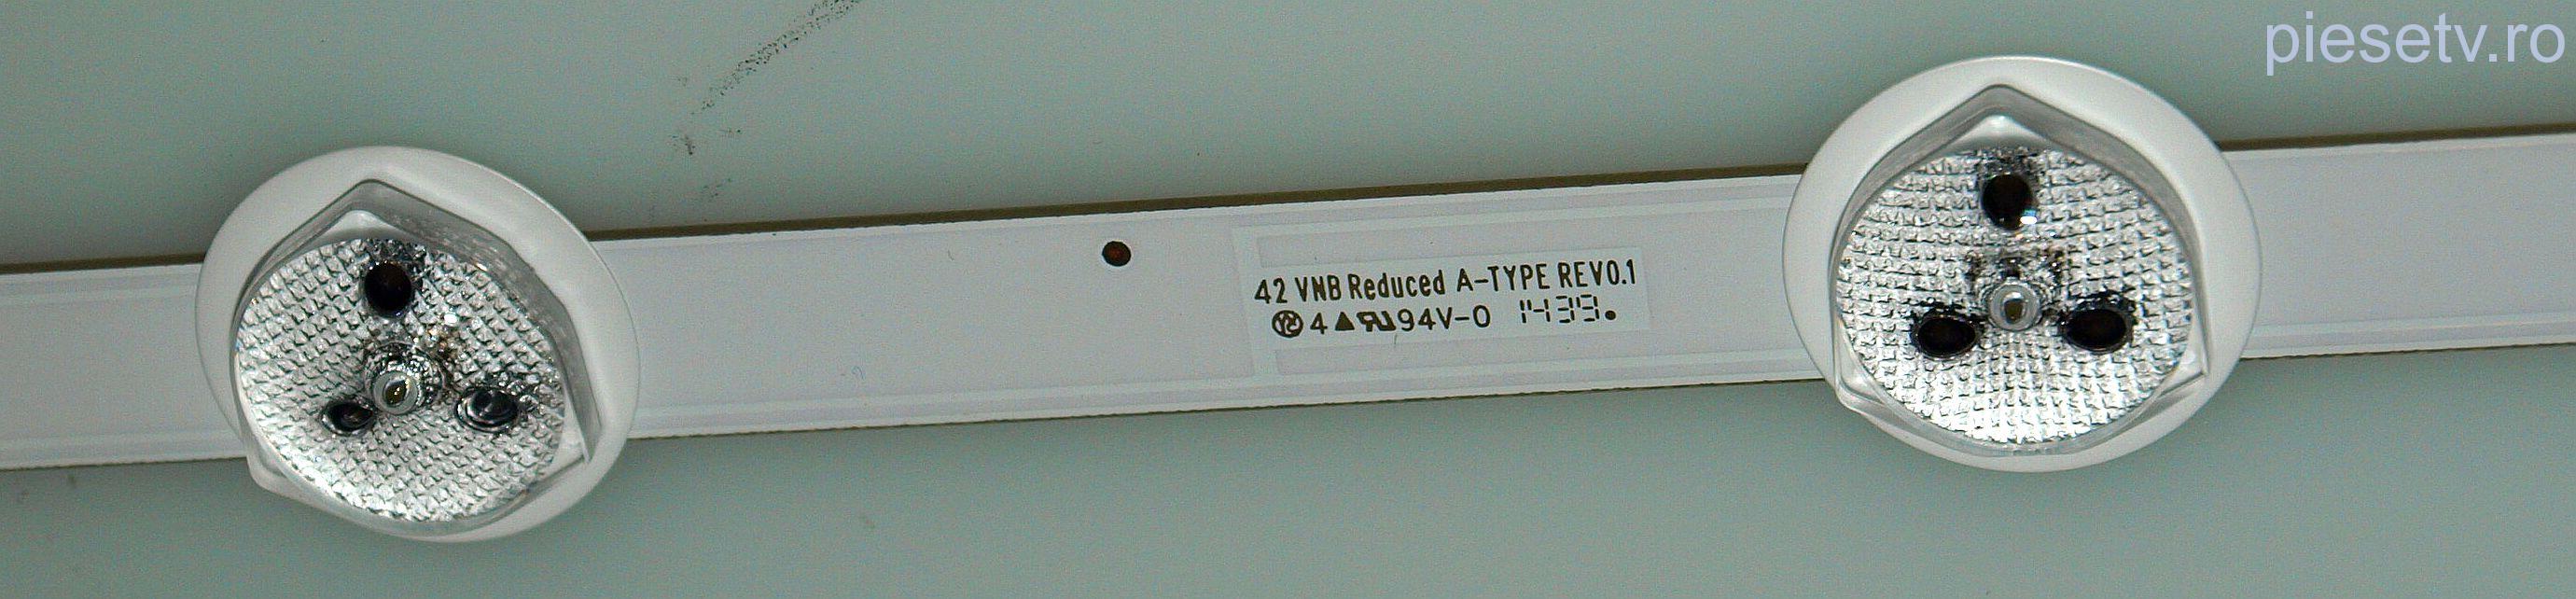 piesetv.ro
42 VNB Reduced A-TYPE REV0.1
4 94V-0 1439.